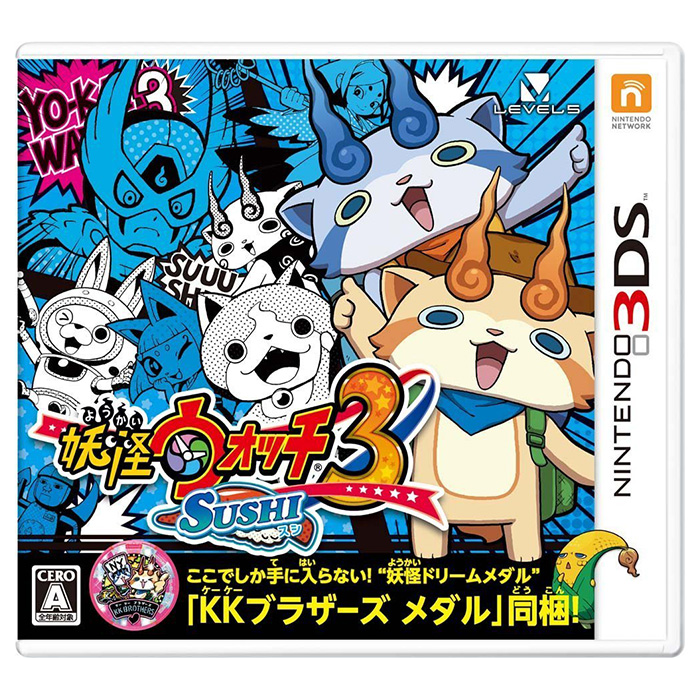 YO-KAI
WATCH 3
LEVEL5
NINTENDO
NETWORK
NINTENDO 3DS
TM
SUUU
SH
ようかい
妖怪ウォッチ®3
SUSHI
スシ
CERO
A
全年齢対象
KK BROTHERS
て はい ようかい
ここでしか手に入らない!“妖怪ドリームメダル”
ケーケー どう こん
「KKブラザーズ メダル」同梱!